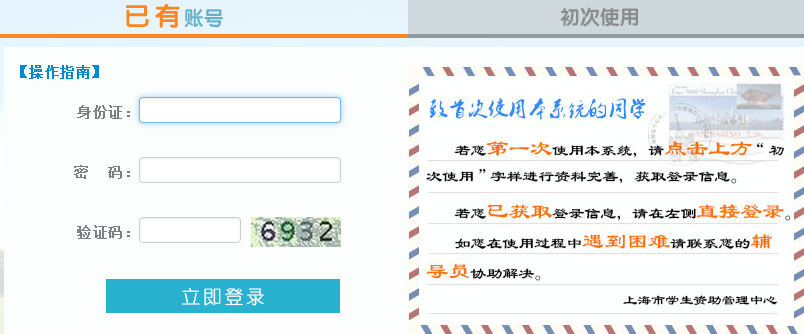 已有账号
初次使用
【操作指南】
身份证：
密 码：
验证码：
6932
立即登录
致首次使用本系统的同学
若您第一次使用本系统，请点击上方“初
次使用”字样进行资料完善，获取登录信息。
若您已获取登录信息，请在左侧直接登录。
如您在使用过程中遇到困难请联系您的辅
导员协助解决。
上海市学生资助管理中心